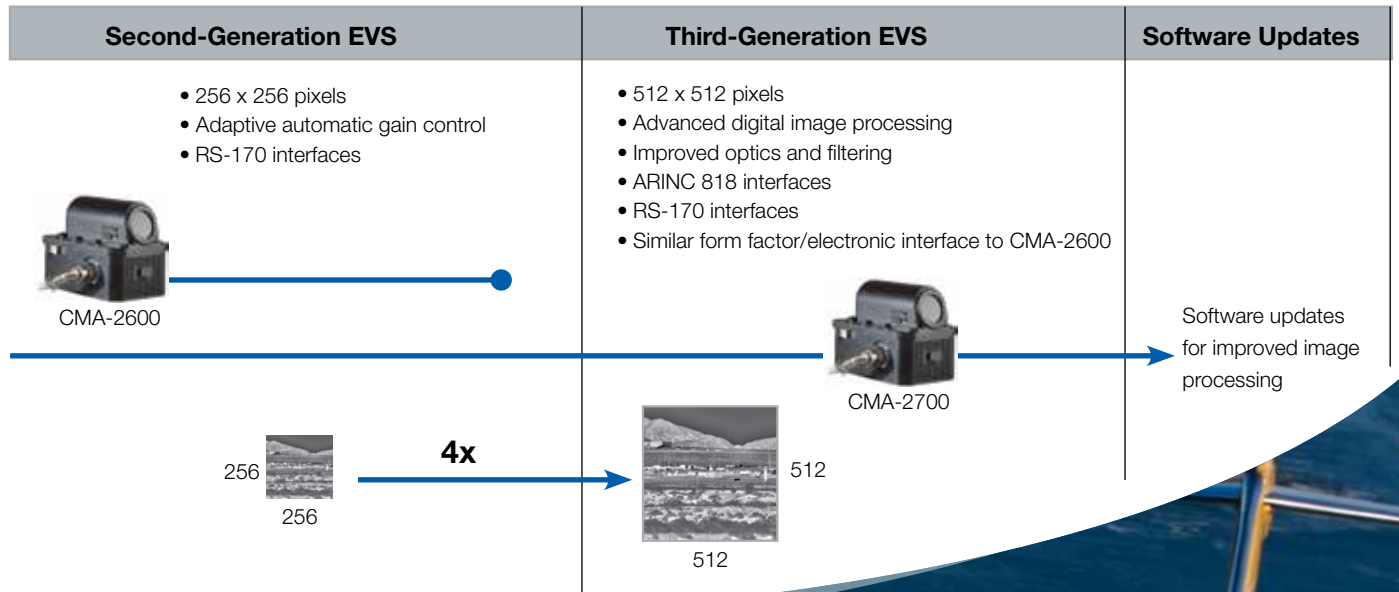 Second-Generation EVS
Third-Generation EVS
Software Updates
• 256 x 256 pixels
• Adaptive automatic gain control
• RS-170 interfaces
• 512 x 512 pixels
• Advanced digital image processing
• Improved optics and filtering
• ARINC 818 interfaces
• RS-170 interfaces
• Similar form factor/electronic interface to CMA-2600
CMA-2600
CMA-2700
Software updates
for improved image
processing
256
256
4x
512
512